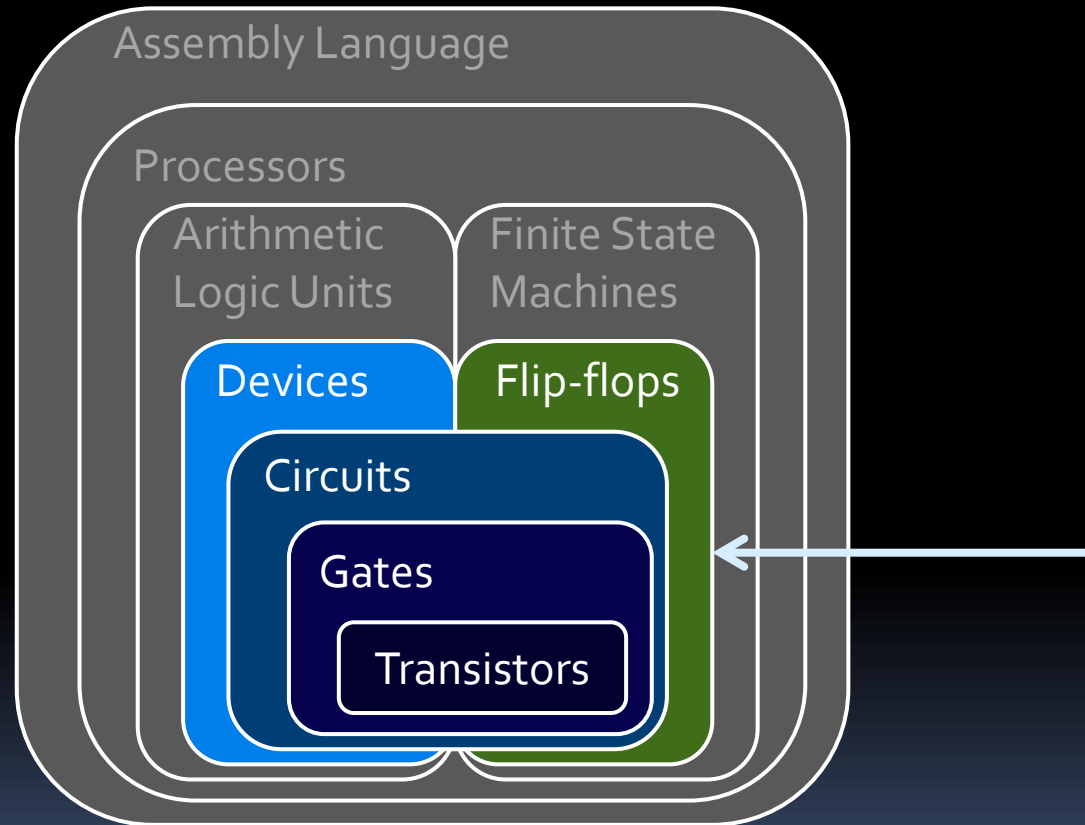 Assembly Language
Processors
Arithmetic
Logic Units
Finite State
Machines
Devices
Flip-flops
Circuits
Gates
Transistors